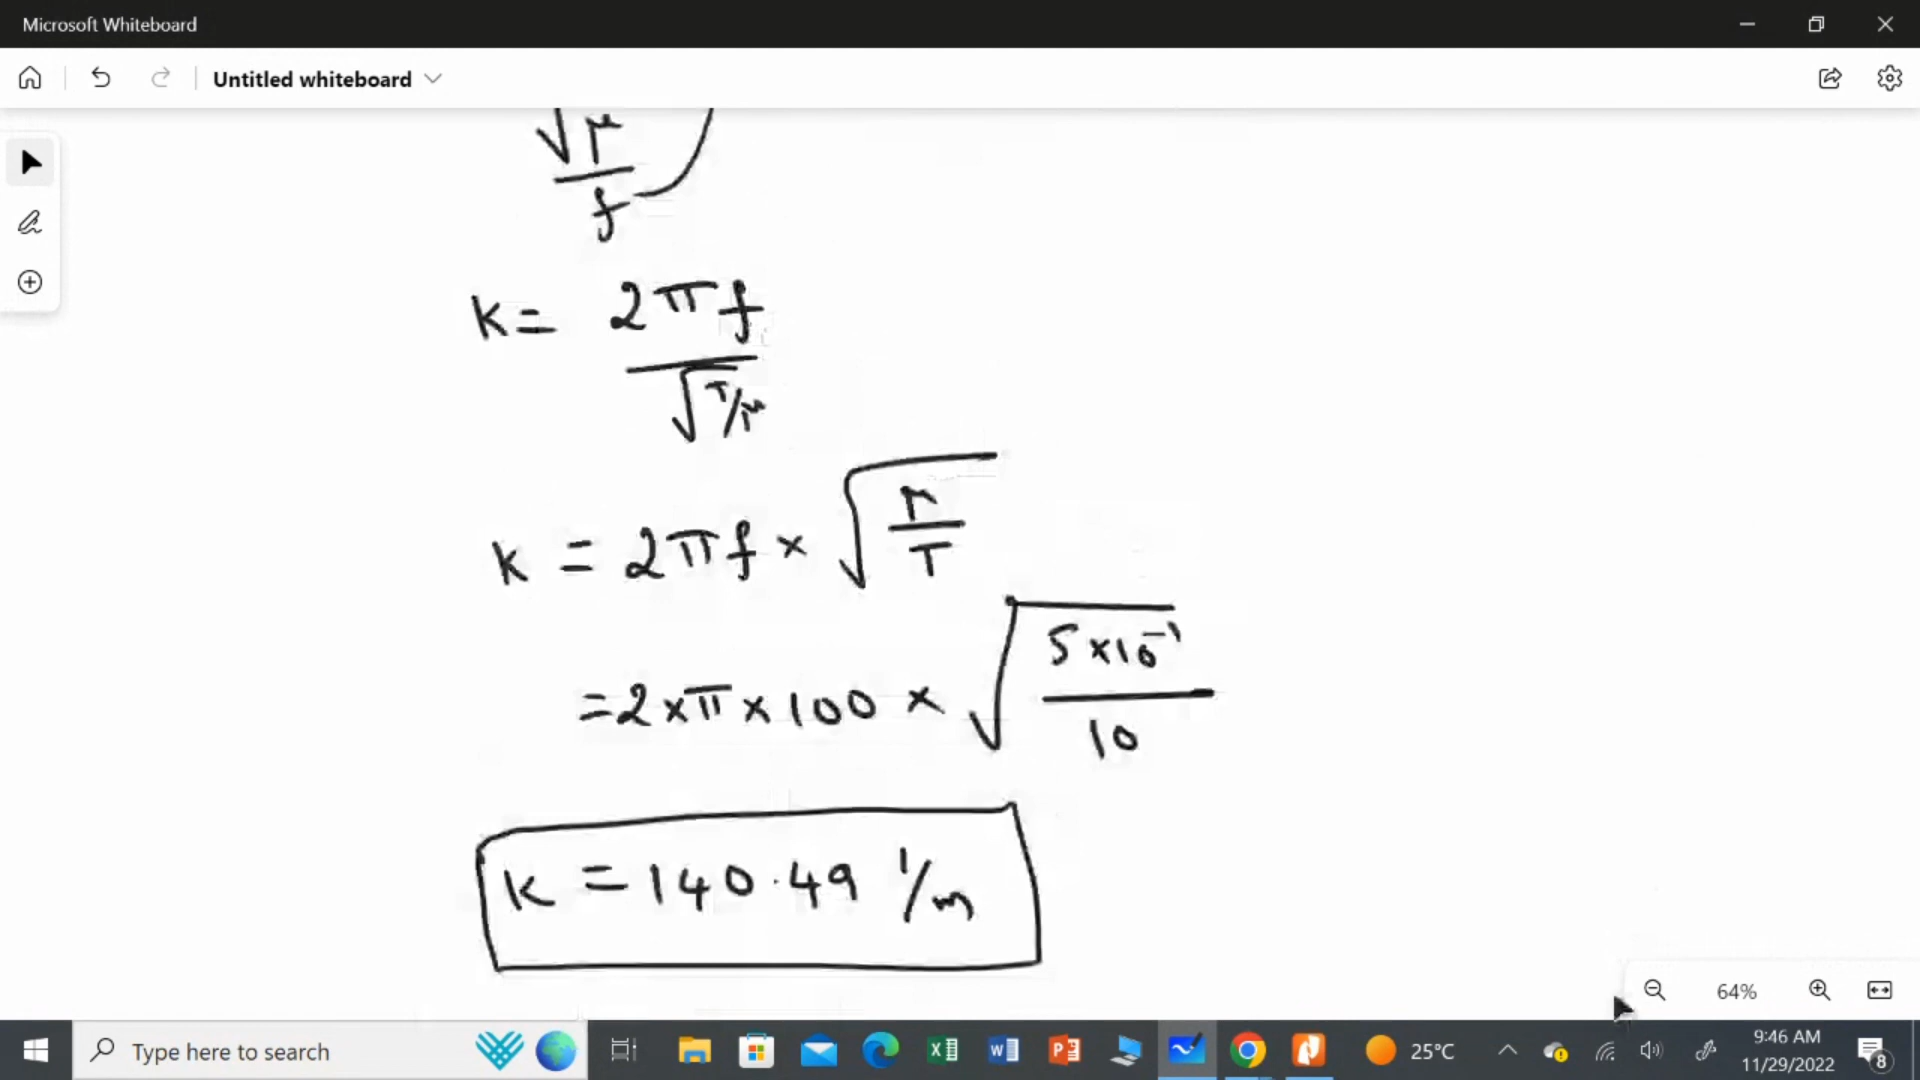 Microsoft Whiteboard
Untitled whiteboard
√μ
f
k = 2πf
√T/μ
k = 2πf × √μ
T
= 2 × π × 100 × √5 × 10⁻¹
10
k = 140.49 1/m
64%
Type here to search
25°C
9:46 AM
11/29/2022
8